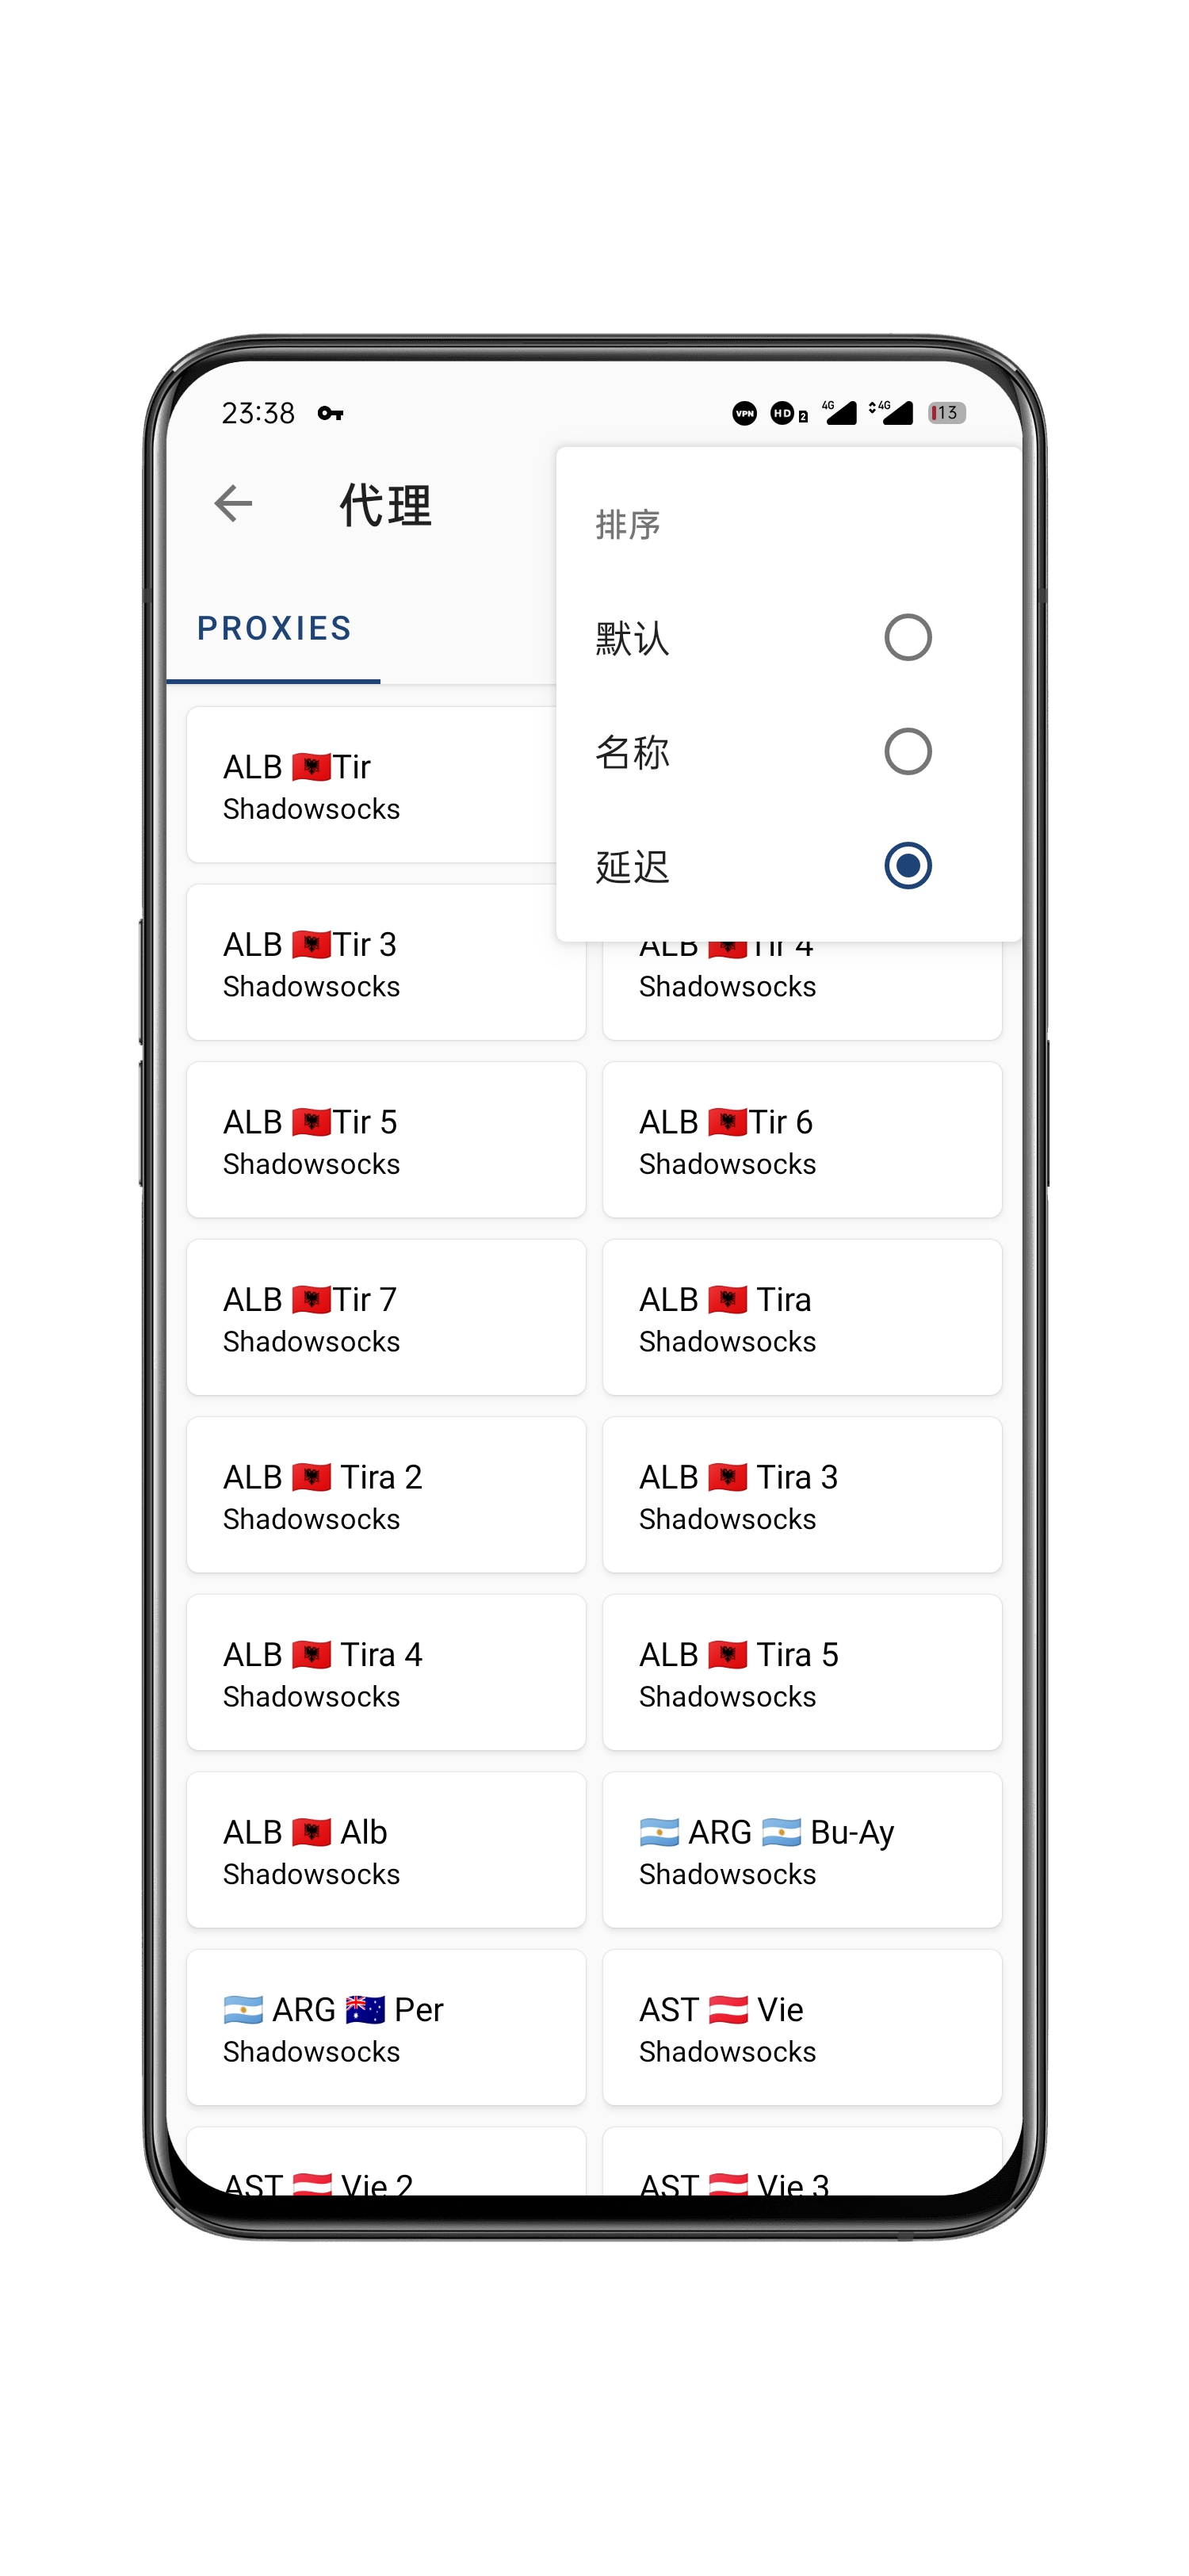 23:38 VPN HD 2 4G 4G 13
代理
排序
PROXIES
默认
名称
延迟
ALB 🇦🇱Tir
Shadowsocks
ALB 🇦🇱Tir 3
Shadowsocks
ALB 🇦🇱Tir 4
Shadowsocks
ALB 🇦🇱Tir 5
Shadowsocks
ALB 🇦🇱Tir 6
Shadowsocks
ALB 🇦🇱Tir 7
Shadowsocks
ALB 🇦🇱 Tira
Shadowsocks
ALB 🇦🇱 Tira 2
Shadowsocks
ALB 🇦🇱 Tira 3
Shadowsocks
ALB 🇦🇱 Tira 4
Shadowsocks
ALB 🇦🇱 Tira 5
Shadowsocks
ALB 🇦🇱 Alb
Shadowsocks
🇦🇷 ARG 🇦🇷 Bu-Ay
Shadowsocks
🇦🇷 ARG 🇦🇺 Per
Shadowsocks
AST 🇦🇹 Vie
Shadowsocks
AST 🇦🇹 Vie 2
AST 🇦🇹 Vie 3